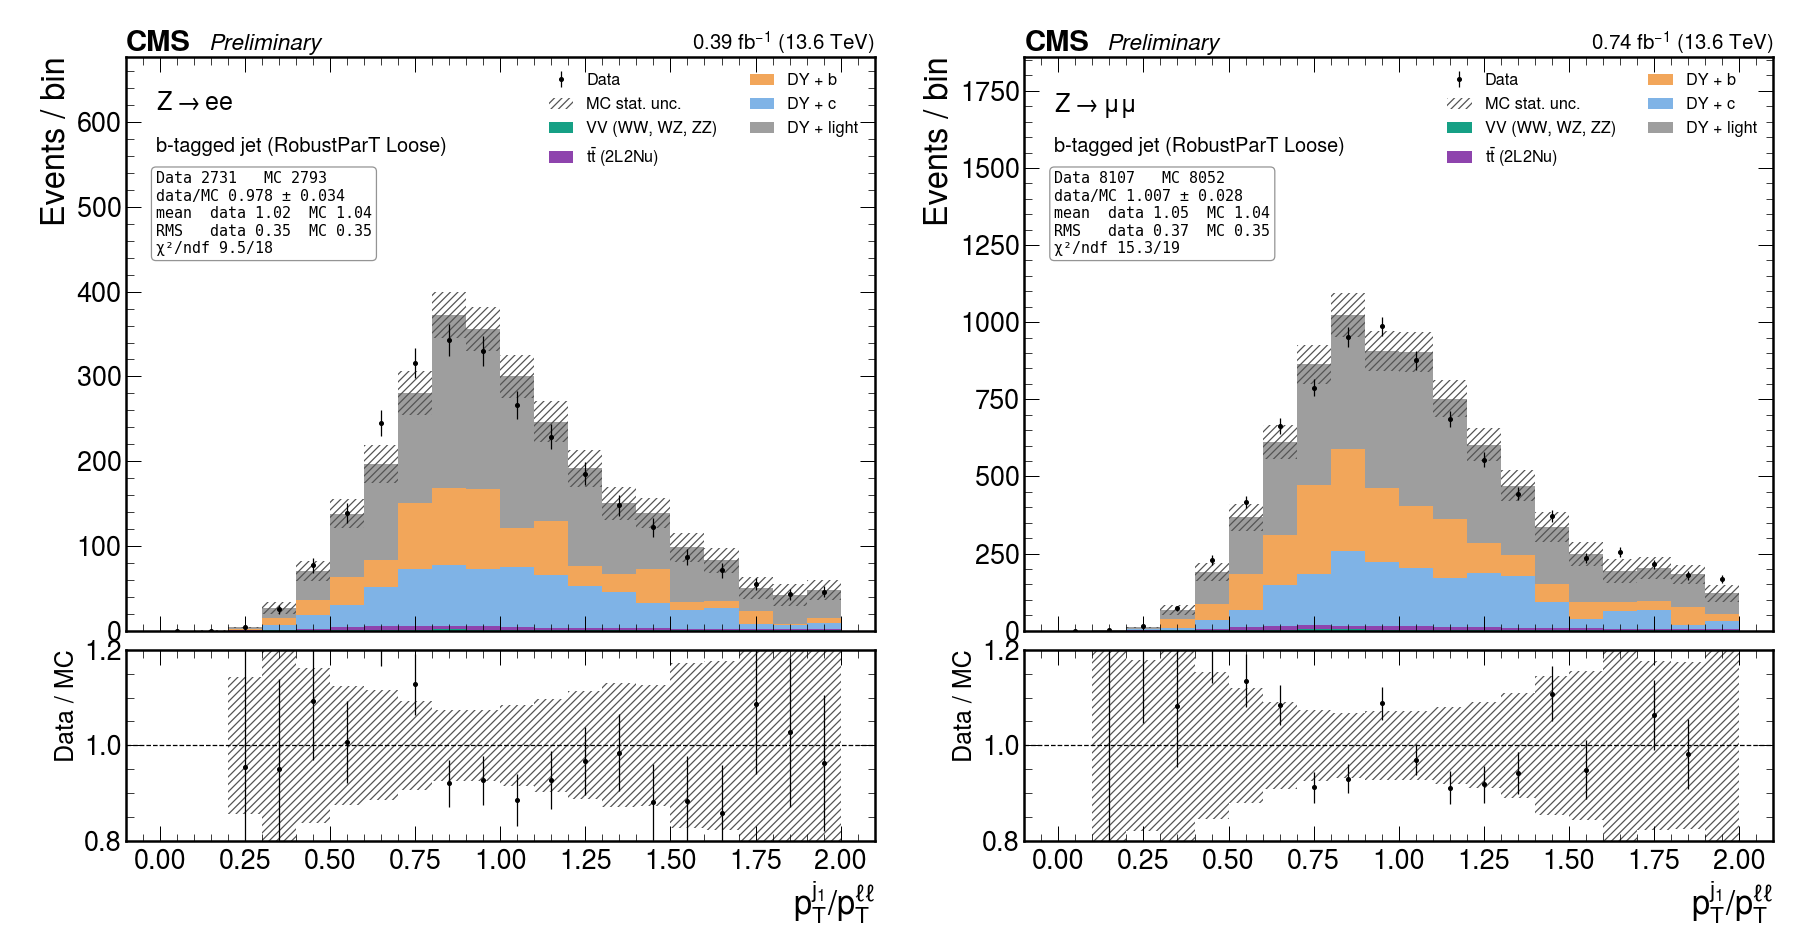 CMS Preliminary 0.39 fb⁻¹ (13.6 TeV)
Events / bin
Z → ee
b-tagged jet (RobustParT Loose)
Data 2731   MC 2793
data/MC 0.978 ± 0.034
mean  data 1.02  MC 1.04
RMS   data 0.35  MC 0.35
χ²/ndf 9.5/18
Data
MC stat. unc.
VV (WW, WZ, ZZ)
tt̄ (2L2Nu)
DY + b
DY + c
DY + light
600
500
400
300
200
100
0
Data / MC
1.2
1.0
0.8
0.00 0.25 0.50 0.75 1.00 1.25 1.50 1.75 2.00
p_T^{j₁}/p_T^{ℓℓ}
CMS Preliminary 0.74 fb⁻¹ (13.6 TeV)
Events / bin
Z → μμ
b-tagged jet (RobustParT Loose)
Data 8107   MC 8052
data/MC 1.007 ± 0.028
mean  data 1.05  MC 1.04
RMS   data 0.37  MC 0.35
χ²/ndf 15.3/19
Data
MC stat. unc.
VV (WW, WZ, ZZ)
tt̄ (2L2Nu)
DY + b
DY + c
DY + light
1750
1500
1250
1000
750
500
250
0
Data / MC
1.2
1.0
0.8
0.00 0.25 0.50 0.75 1.00 1.25 1.50 1.75 2.00
p_T^{j₁}/p_T^{ℓℓ}